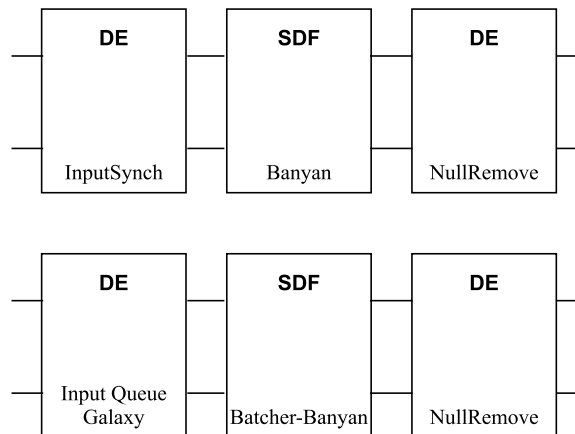 DE SDF DE
InputSynch Banyan NullRemove
DE SDF DE
Input Queue
Galaxy Batcher-Banyan NullRemove